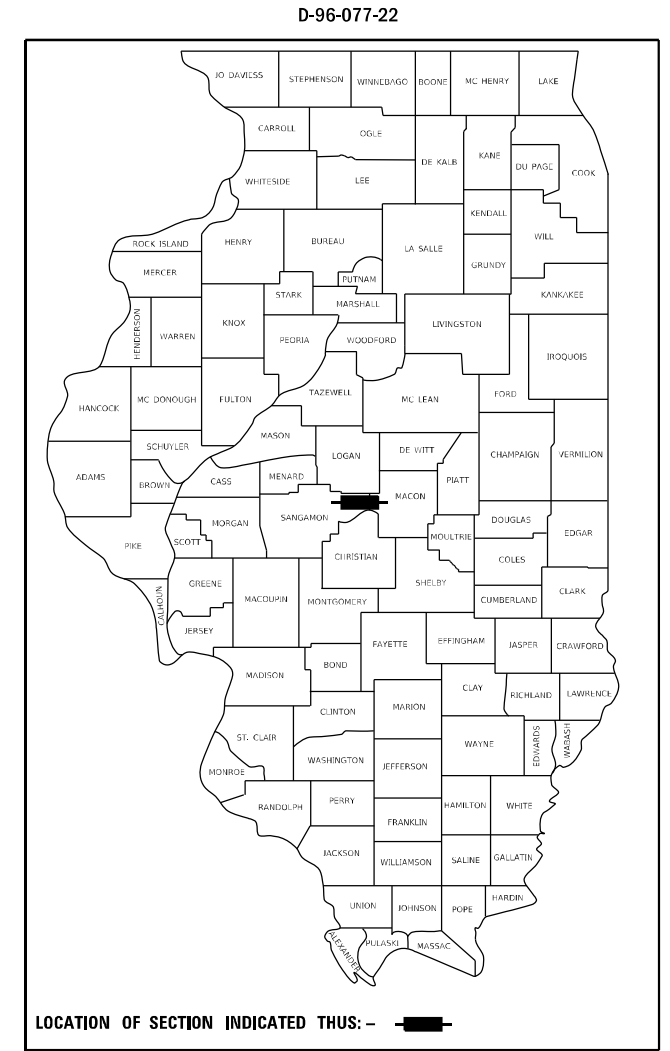 D-96-077-22
JO DAVIESS
STEPHENSON
WINNEBAGO
BOONE
MC HENRY
LAKE
CARROLL
OGLE
DE KALB
KANE
DU PAGE
COOK
WHITESIDE
LEE
KENDALL
WILL
ROCK ISLAND
HENRY
BUREAU
LA SALLE
GRUNDY
MERCER
PUTNAM
STARK
MARSHALL
KANKAKEE
HENDERSON
WARREN
KNOX
PEORIA
WOODFORD
LIVINGSTON
IROQUOIS
HANCOCK
MC DONOUGH
FULTON
TAZEWELL
MC LEAN
FORD
MASON
SCHUYLER
LOGAN
DE WITT
CHAMPAIGN
VERMILION
ADAMS
BROWN
CASS
MENARD
PIATT
MACON
SANGAMON
MORGAN
DOUGLAS
EDGAR
PIKE
SCOTT
CHRISTIAN
MOULTRIE
COLES
GREENE
MACOUPIN
MONTGOMERY
SHELBY
CUMBERLAND
CLARK
CALHOUN
JERSEY
FAYETTE
EFFINGHAM
JASPER
CRAWFORD
BOND
MADISON
CLAY
RICHLAND
LAWRENCE
MARION
CLINTON
ST. CLAIR
WAYNE
EDWARDS
WABASH
MONROE
WASHINGTON
JEFFERSON
RANDOLPH
PERRY
HAMILTON
WHITE
FRANKLIN
JACKSON
WILLIAMSON
SALINE
GALLATIN
UNION
JOHNSON
POPE
HARDIN
ALEXANDER
PULASKI
MASSAC
LOCATION OF SECTION INDICATED THUS: –